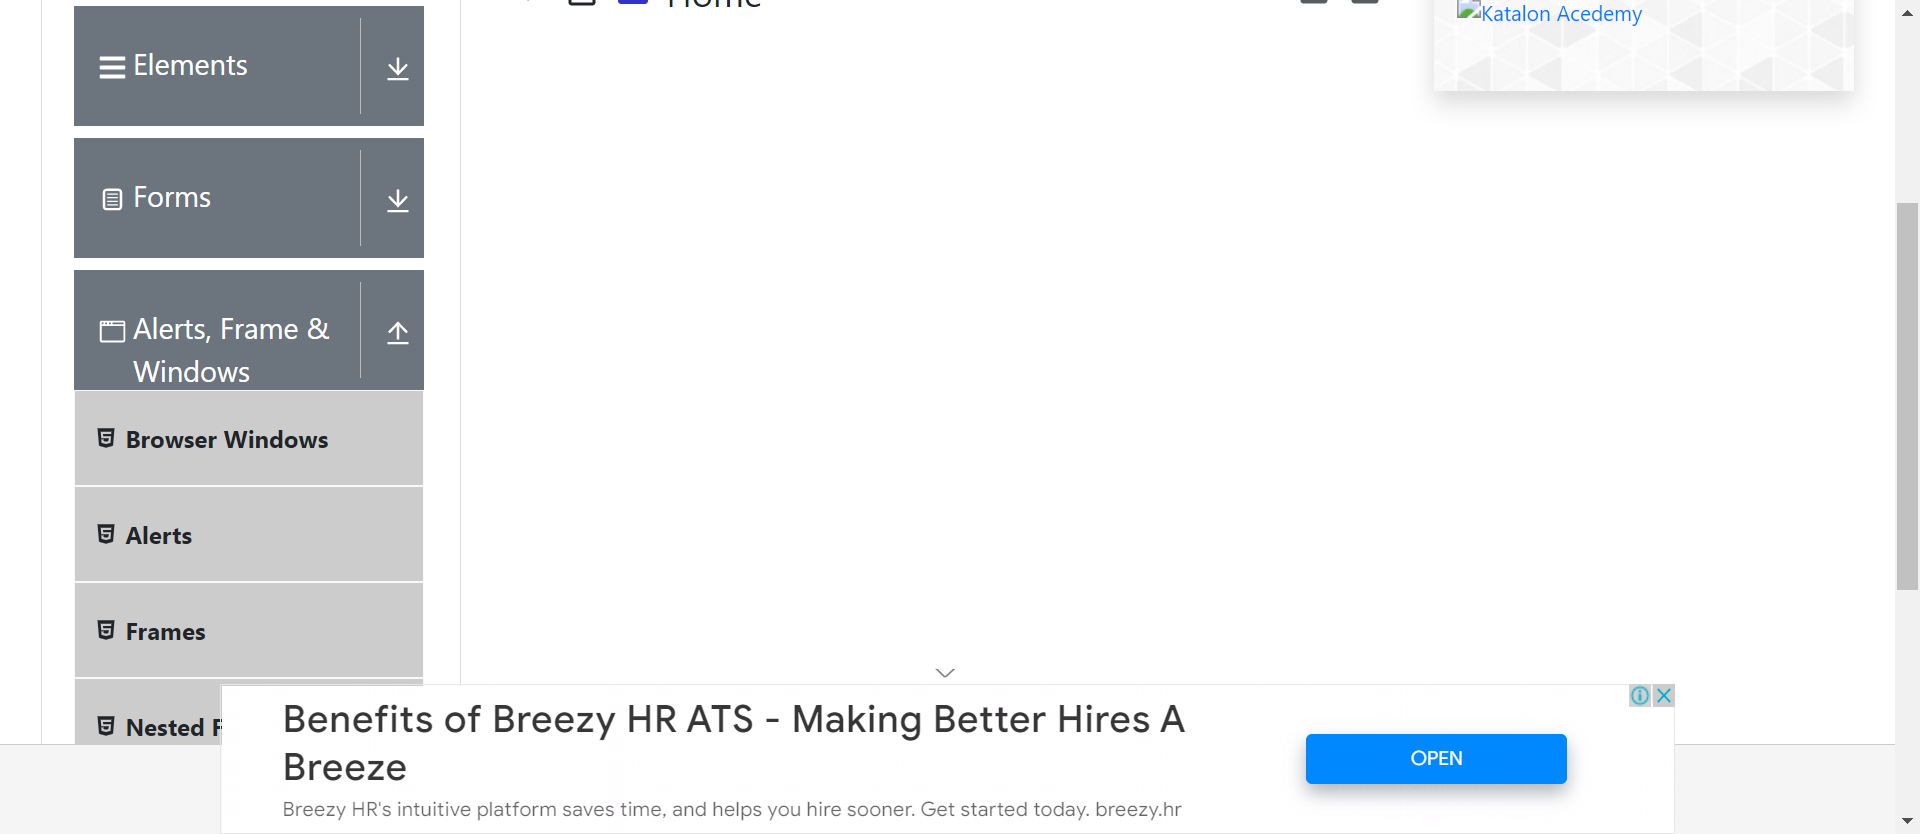 Home
Katalon Acedemy
Elements
Forms
Alerts, Frame &
Windows
Browser Windows
Alerts
Frames
Nested F
Benefits of Breezy HR ATS - Making Better Hires A
Breeze
Breezy HR's intuitive platform saves time, and helps you hire sooner. Get started today. breezy.hr
OPEN